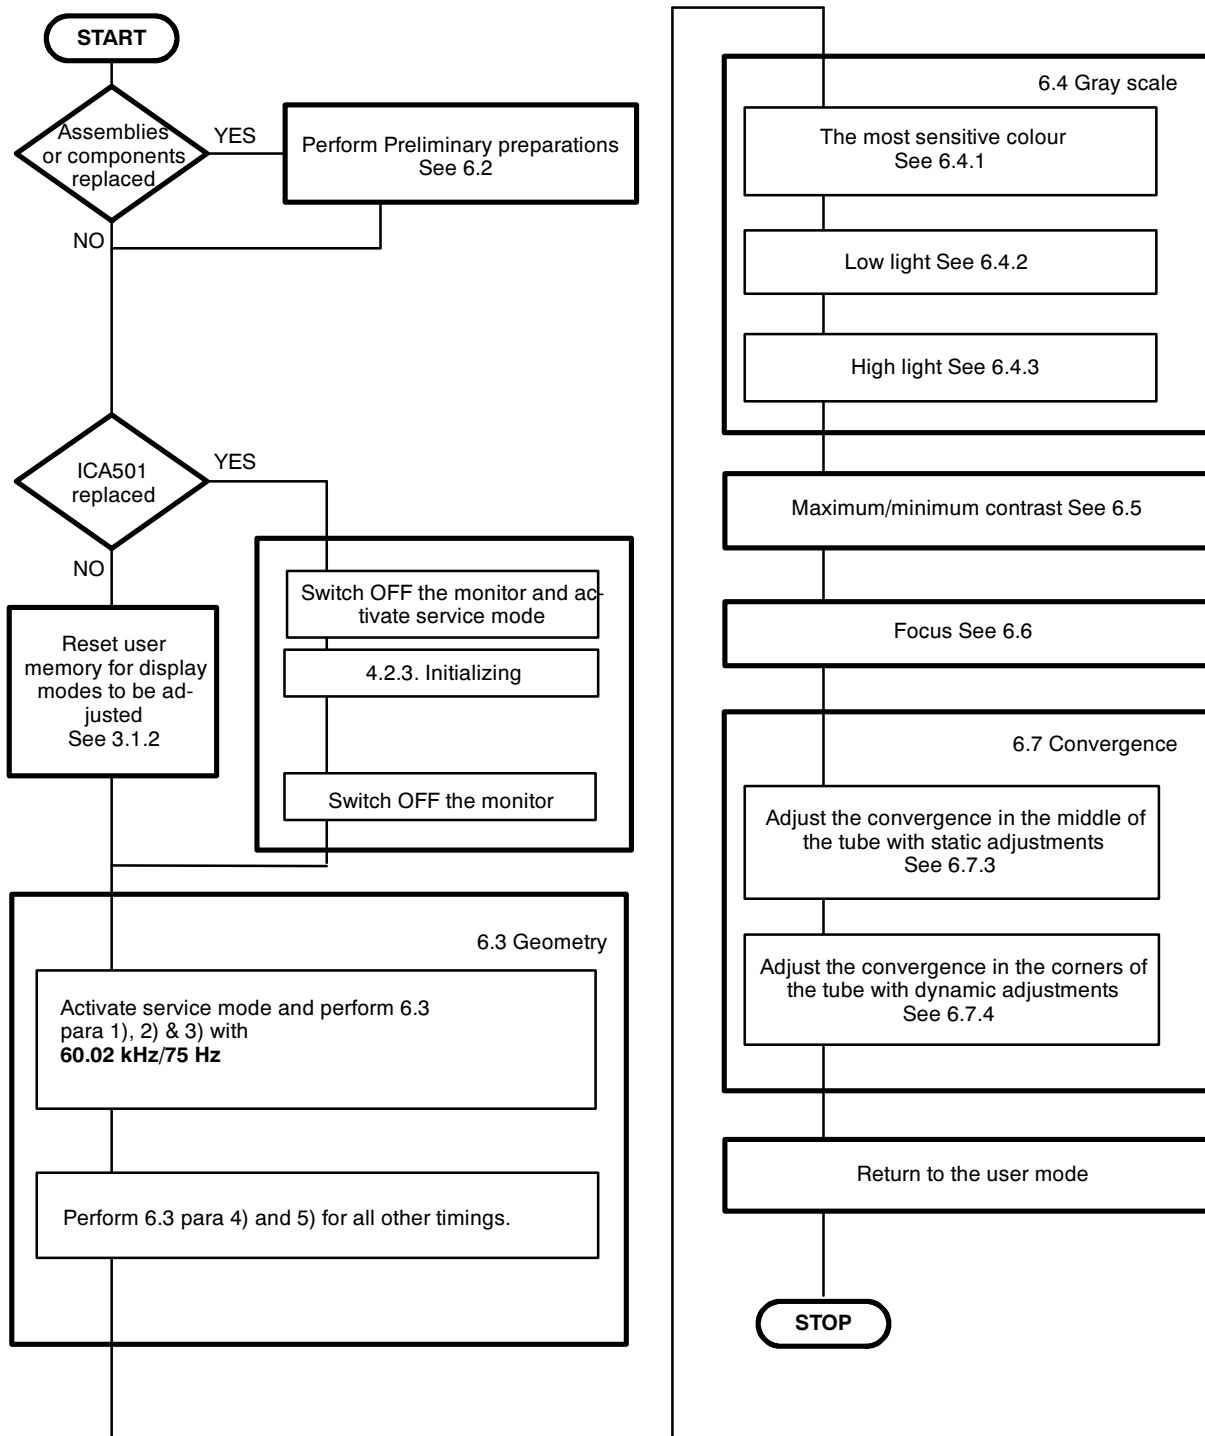 START
Assemblies
or components
replaced
YES
Perform Preliminary preparations
See 6.2
NO
ICA501
replaced
YES
NO
Switch OFF the monitor and ac-
tivate service mode
4.2.3. Initializing
Switch OFF the monitor
Reset user
memory for display
modes to be ad-
justed
See 3.1.2
6.3 Geometry
Activate service mode and perform 6.3
para 1), 2) & 3) with
60.02 kHz/75 Hz
Perform 6.3 para 4) and 5) for all other timings.
6.4 Gray scale
The most sensitive colour
See 6.4.1
Low light See 6.4.2
High light See 6.4.3
Maximum/minimum contrast See 6.5
Focus See 6.6
6.7 Convergence
Adjust the convergence in the middle of
the tube with static adjustments
See 6.7.3
Adjust the convergence in the corners of
the tube with dynamic adjustments
See 6.7.4
Return to the user mode
STOP